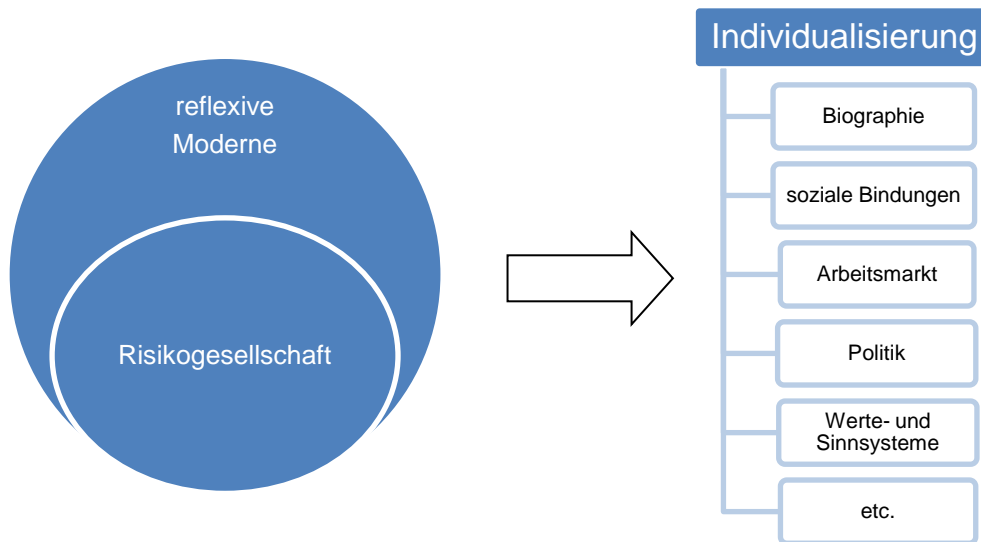 reflexive
Moderne
Risikogesellschaft
Individualisierung
Biographie
soziale Bindungen
Arbeitsmarkt
Politik
Werte- und
Sinnsysteme
etc.